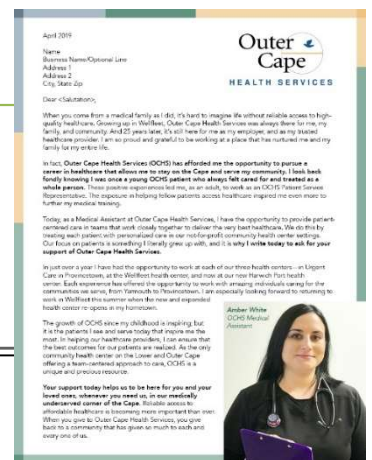 April 2019
Outer
Cape
HEALTH SERVICES
Name
Business Name/Optional Line
Address 1
Address 2
City, State Zip
Dear <Salutation>,
When you come from a medical family as I did, it's hard to imagine life without reliable access to high-
quality healthcare. Growing up in Wellfleet, Outer Cape Health Services was always there for me, my
family, and community. And 25 years later, it's still here for me as my employer, and as my trusted
healthcare provider. I am so proud and grateful to be working at a place that has nurtured me and my
family for my entire life.
In fact, Outer Cape Health Services (OCHS) has afforded me the opportunity to pursue a
career in healthcare that allows me to stay on the Cape and serve my community. I look back
fondly knowing I was once a young OCHS patient who always felt cared for and treated as a
whole person. These positive experiences led me, as an adult, to work as an OCHS Patient Service
Representative. The exposure in helping fellow patients access healthcare inspired me even more to
further my medical training.
Today, as a Medical Assistant at Outer Cape Health Services, I have the opportunity to provide patient-
centered care in teams that work closely together to deliver the very best healthcare. We do this by
treating each patient with personalized care in our not-for-profit community health center settings.
Our focus on patients is something I literally grew up with, and it is why I write today to ask for your
support of Outer Cape Health Services.
In just over a year I have had the opportunity to work at each of our three health centers – in Urgent
Care in Provincetown, at the Wellfleet health center, and now at our new Harwich Port health
center. Each experience has offered the opportunity to work with amazing individuals caring for the
communities we serve, from Yarmouth to Provincetown. I am especially looking forward to returning to
work in Wellfleet this summer when the new and expanded
health center re-opens in my hometown.
The growth of OCHS since my childhood is inspiring; but
it is the patients I see and serve today that inspire me the
most. In helping our healthcare providers, I can ensure that
the best outcomes for our patients are realized. As the only
community health center on the Lower and Outer Cape
offering a team-centered approach to care, OCHS is a
unique and precious resource.
Your support today helps us to be here for you and your
loved ones, whenever you need us, in our medically
underserved corner of the Cape. Reliable access to
affordable healthcare is becoming more important than ever.
When you give to Outer Cape Health Services, you give
back to a community that has given so much to each and
every one of us.
Amber White
OCHS Medical
Assistant